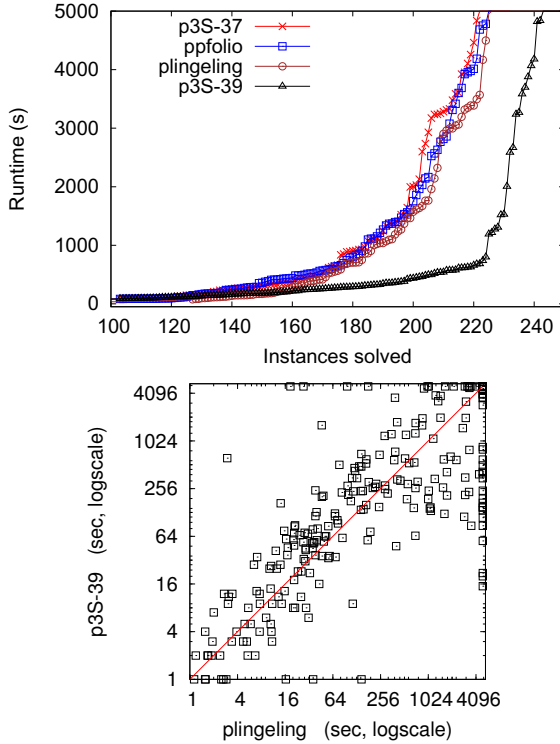 p3S-37
ppfolio
plingeling
p3S-39
5000
4000
3000
2000
1000
0
Runtime (s)
100 120 140 160 180 200 220 240
Instances solved
4096
1024
256
64
16
4
1
p3S-39 (sec, logscale)
1 4 16 64 256 1024 4096
plingeling (sec, logscale)